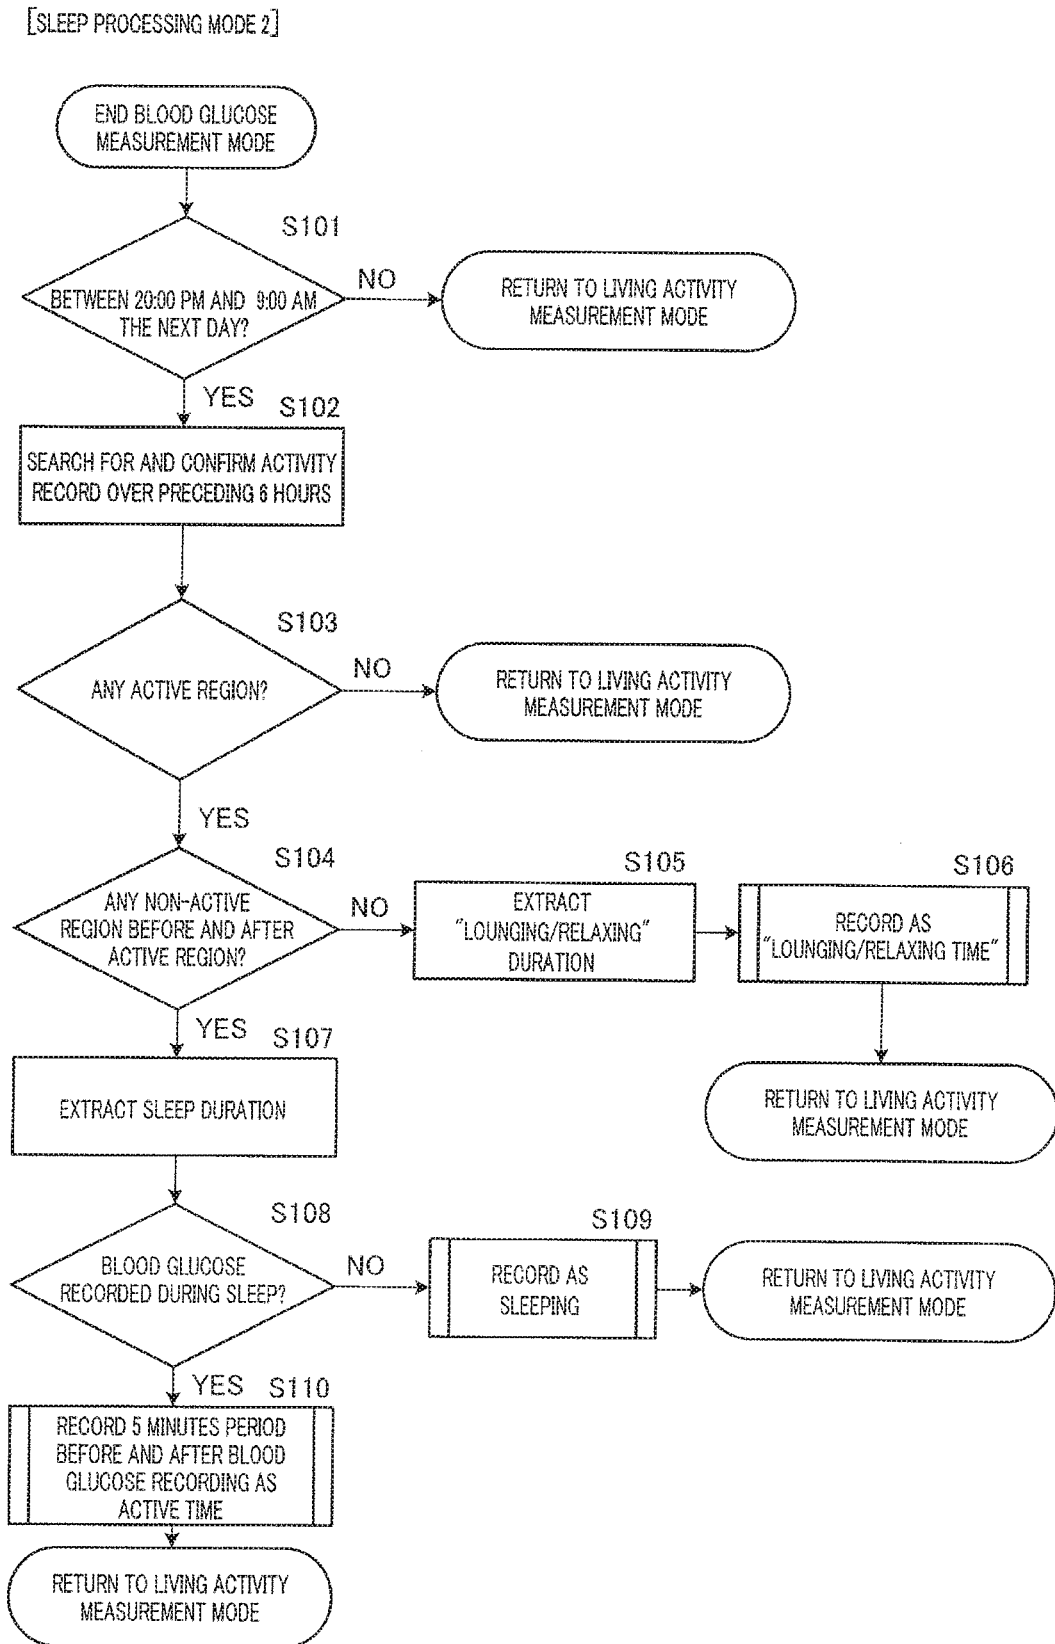 [SLEEP PROCESSING MODE 2]
END BLOOD GLUCOSE
MEASUREMENT MODE
S101
BETWEEN 20:00 PM AND 9:00 AM
THE NEXT DAY?
NO
RETURN TO LIVING ACTIVITY
MEASUREMENT MODE
YES
S102
SEARCH FOR AND CONFIRM ACTIVITY
RECORD OVER PRECEDING 6 HOURS
S103
ANY ACTIVE REGION?
NO
RETURN TO LIVING ACTIVITY
MEASUREMENT MODE
YES
S104
ANY NON-ACTIVE
REGION BEFORE AND AFTER
ACTIVE REGION?
NO
S105
EXTRACT
"LOUNGING/RELAXING"
DURATION
S106
RECORD AS
"LOUNGING/RELAXING TIME"
RETURN TO LIVING ACTIVITY
MEASUREMENT MODE
YES
S107
EXTRACT SLEEP DURATION
S108
BLOOD GLUCOSE
RECORDED DURING SLEEP?
NO
S109
RECORD AS
SLEEPING
RETURN TO LIVING ACTIVITY
MEASUREMENT MODE
YES
S110
RECORD 5 MINUTES PERIOD
BEFORE AND AFTER BLOOD
GLUCOSE RECORDING AS
ACTIVE TIME
RETURN TO LIVING ACTIVITY
MEASUREMENT MODE